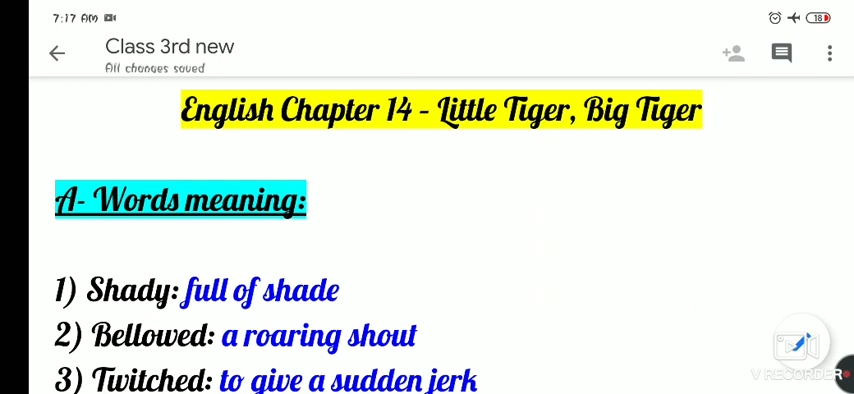 7:17 AM
18
Class 3rd new
All changes saved
English Chapter 14 – Little Tiger, Big Tiger
A- Words meaning:
1) Shady: full of shade
2) Bellowed: a roaring shout
3) Twitched: to give a sudden jerk
V RECORDER